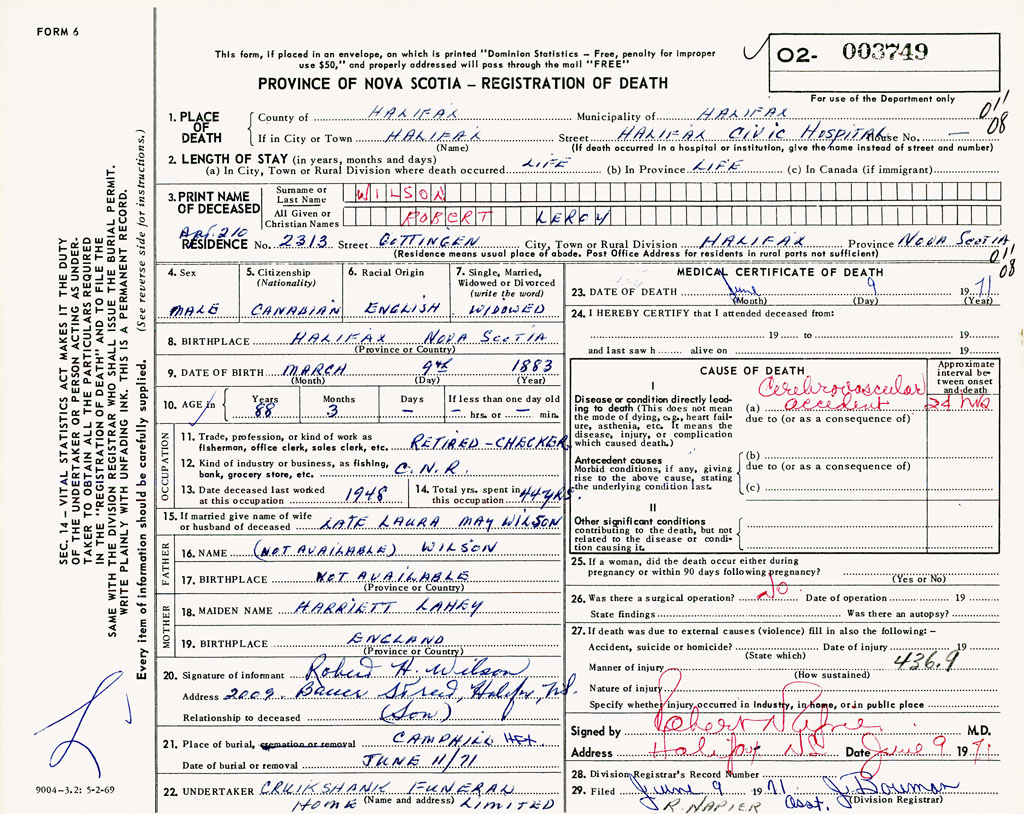 FORM 6
This form, if placed in an envelope, on which is printed "Dominion Statistics – Free, penalty for improper
use $50," and properly addressed will pass through the mail "FREE"
PROVINCE OF NOVA SCOTIA – REGISTRATION OF DEATH
02- 003749
For use of the Department only
011
08
1. PLACE OF DEATH
County of HALIFAX Municipality of HALIFAX
If in City or Town HALIFAX Street HALIFAX CIVIC HOSPITAL House No. —
(Name) (If death occurred in a hospital or institution, give the name instead of street and number)
2. LENGTH OF STAY (in years, months and days)
(a) In City, Town or Rural Division where death occurred LIFE (b) In Province LIFE (c) In Canada (if immigrant)
3. PRINT NAME OF DECEASED
Surname or Last Name WILSON
All Given or Christian Names ROBERT LEROY
Apt. 210
RESIDENCE No. 2313 Street GOTTINGEN City, Town or Rural Division HALIFAX Province NOVA SCOTIA
(Residence means usual place of abode. Post Office Address for residents in rural parts not sufficient)
011
08
4. Sex MALE
5. Citizenship (Nationality) CANADIAN
6. Racial Origin ENGLISH
7. Single, Married, Widowed or Divorced (write the word) WIDOWED
8. BIRTHPLACE HALIFAX NOVA SCOTIA
(Province or Country)
9. DATE OF BIRTH MARCH 9th 1883
(Month) (Day) (Year)
10. AGE in
Years 88 Months 3 Days – If less than one day old – hrs. or – min.
OCCUPATION
11. Trade, profession, or kind of work as
fisherman, office clerk, sales clerk, etc. RETIRED-CHECKER
12. Kind of industry or business, as fishing,
bank, grocery store, etc. C.N.R.
13. Date deceased last worked
at this occupation 1948
14. Total yrs. spent in
this occupation 44 YRS.
15. If married give name of wife
or husband of deceased LATE LAURA MAY WILSON
FATHER
16. NAME (NOT AVAILABLE) WILSON
17. BIRTHPLACE NOT AVAILABLE
(Province or Country)
MOTHER
18. MAIDEN NAME HARRIETT LAHEY
19. BIRTHPLACE ENGLAND
(Province or Country)
20. Signature of informant Robert H. Wilson
Address 2009 Bauer Street, Halifax, N.S.
Relationship to deceased (Son)
21. Place of burial, cremation or removal CAMPHILL
Date of burial or removal JUNE 11/71
22. UNDERTAKER CRUIKSHANK FUNERAL
HOME (Name and address) LIMITED
MEDICAL CERTIFICATE OF DEATH
23. DATE OF DEATH June 9 1971
(Month) (Day) (Year)
24. I HEREBY CERTIFY that I attended deceased from:
19 to 19
and last saw h alive on 19
CAUSE OF DEATH
Approximate interval between onset and death
I
Disease or condition directly leading to death (This does not mean the mode of dying, e.g., heart failure, asthenia, etc. It means the disease, injury, or complication which caused death.)
(a) Cerebrovascular accident 24 hrs
due to (or as a consequence of)
Antecedent causes
Morbid conditions, if any, giving rise to the above cause, stating the underlying condition last.
(b)
due to (or as a consequence of)
(c)
II
Other significant conditions
contributing to the death, but not related to the disease or condition causing it.
25. If a woman, did the death occur either during
pregnancy or within 90 days following pregnancy?
(Yes or No)
26. Was there a surgical operation? No Date of operation 19
State findings Was there an autopsy?
27. If death was due to external causes (violence) fill in also the following: –
Accident, suicide or homicide? Date of injury 19
(State which)
436.9
Manner of injury
(How sustained)
Nature of injury
Specify whether injury occurred in industry, in home, or in public place
Signed by Robert N M.D.
Address Halifax NS Date June 9 1971
28. Division Registrar's Record Number
29. Filed June 9 1971 Asst. J. Bowman
R. NAPIER (Division Registrar)
SEC. 14 – VITAL STATISTICS ACT MAKES IT THE DUTY
OF THE UNDERTAKER OR PERSON ACTING AS UNDER-
TAKER TO OBTAIN ALL THE PARTICULARS REQUIRED
IN THE "REGISTRATION OF DEATH" AND TO FILE THE
SAME WITH THE DIVISION REGISTRAR WHO SHALL ISSUE THE BURIAL PERMIT.
WRITE PLAINLY WITH UNFADING INK. THIS IS A PERMANENT RECORD.
Every item of information should be carefully supplied. (See reverse side for instructions.)
9004–3.2: 5-2-69